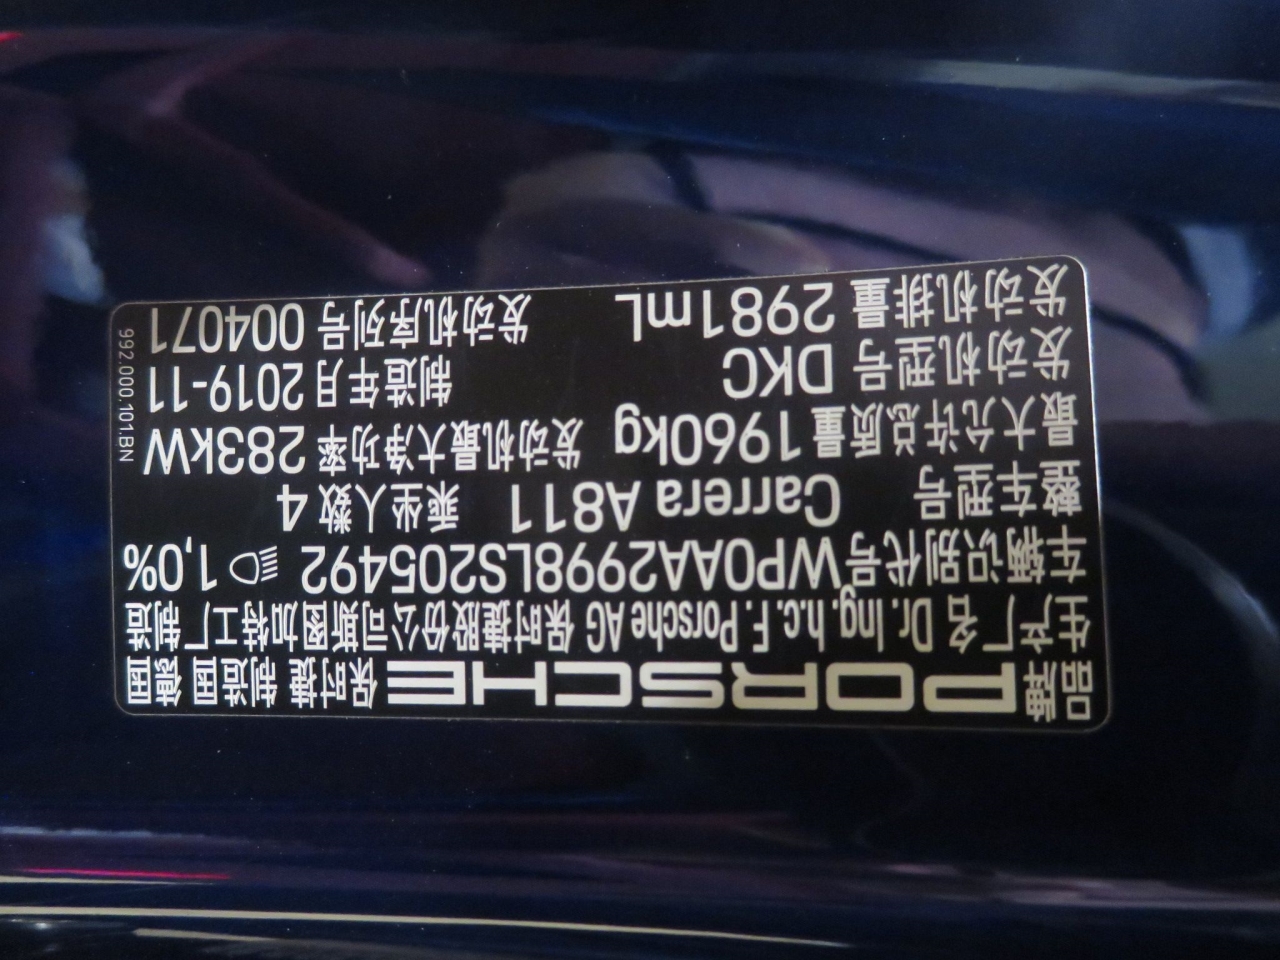 品牌 PORSCHE 保时捷 制造国 德国
生产厂名 Dr. Ing. h.c. F. Porsche AG 保时捷股份公司斯图加特工厂制造
车辆识别代号 WP0AA2998LS205492 1,0%
整车型号 Carrera A811 乘坐人数 4
最大允许总质量 1960kg 发动机最大净功率 283kW
发动机型号 DKC 制造年月 2019-11
发动机排量 2981mL 发动机序列号 004071
992.000.101.BN